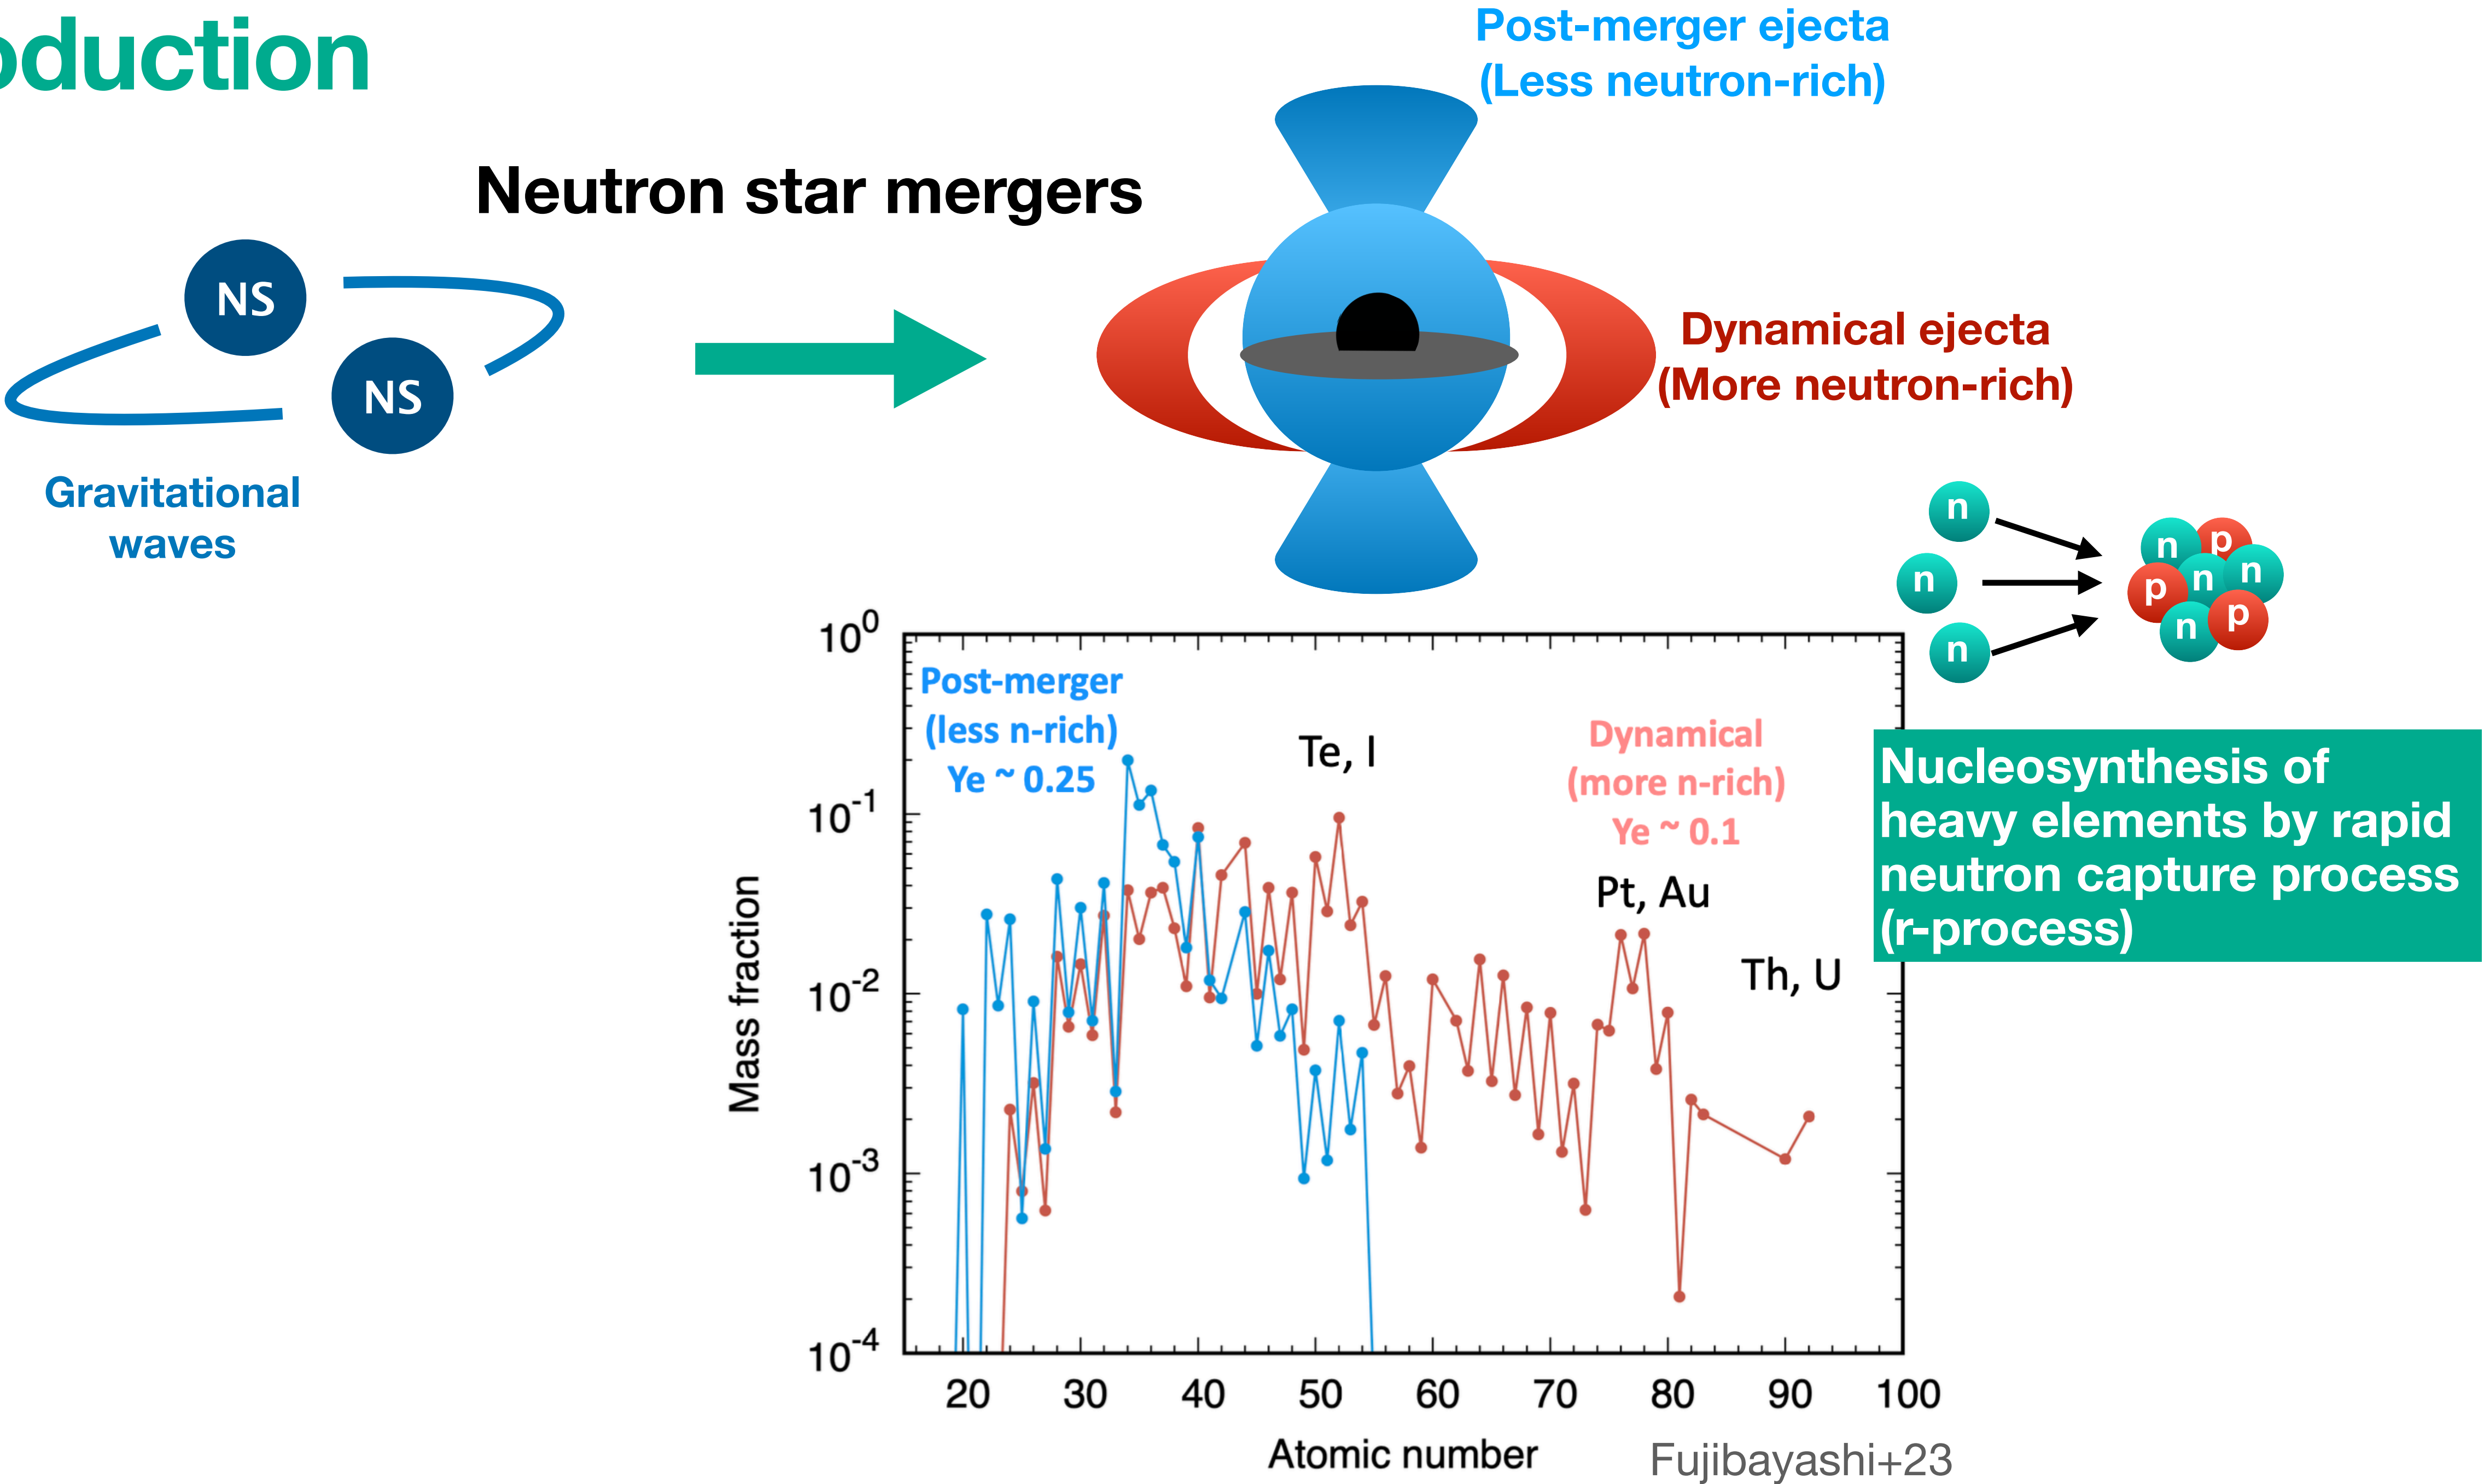 oduction
Post-merger ejecta
(Less neutron-rich)
Neutron star mergers
NS
NS
Gravitational
waves
Dynamical ejecta
(More neutron-rich)
n
n
n
n
p
p
n
n
n
p
Nucleosynthesis of
heavy elements by rapid
neutron capture process
(r-process)
Post-merger
(less n-rich)
Ye ~ 0.25
Te, I
Dynamical
(more n-rich)
Ye ~ 0.1
Pt, Au
Th, U
Mass fraction
10^0
10^-1
10^-2
10^-3
10^-4
20 30 40 50 60 70 80 90 100
Atomic number
Fujibayashi+23